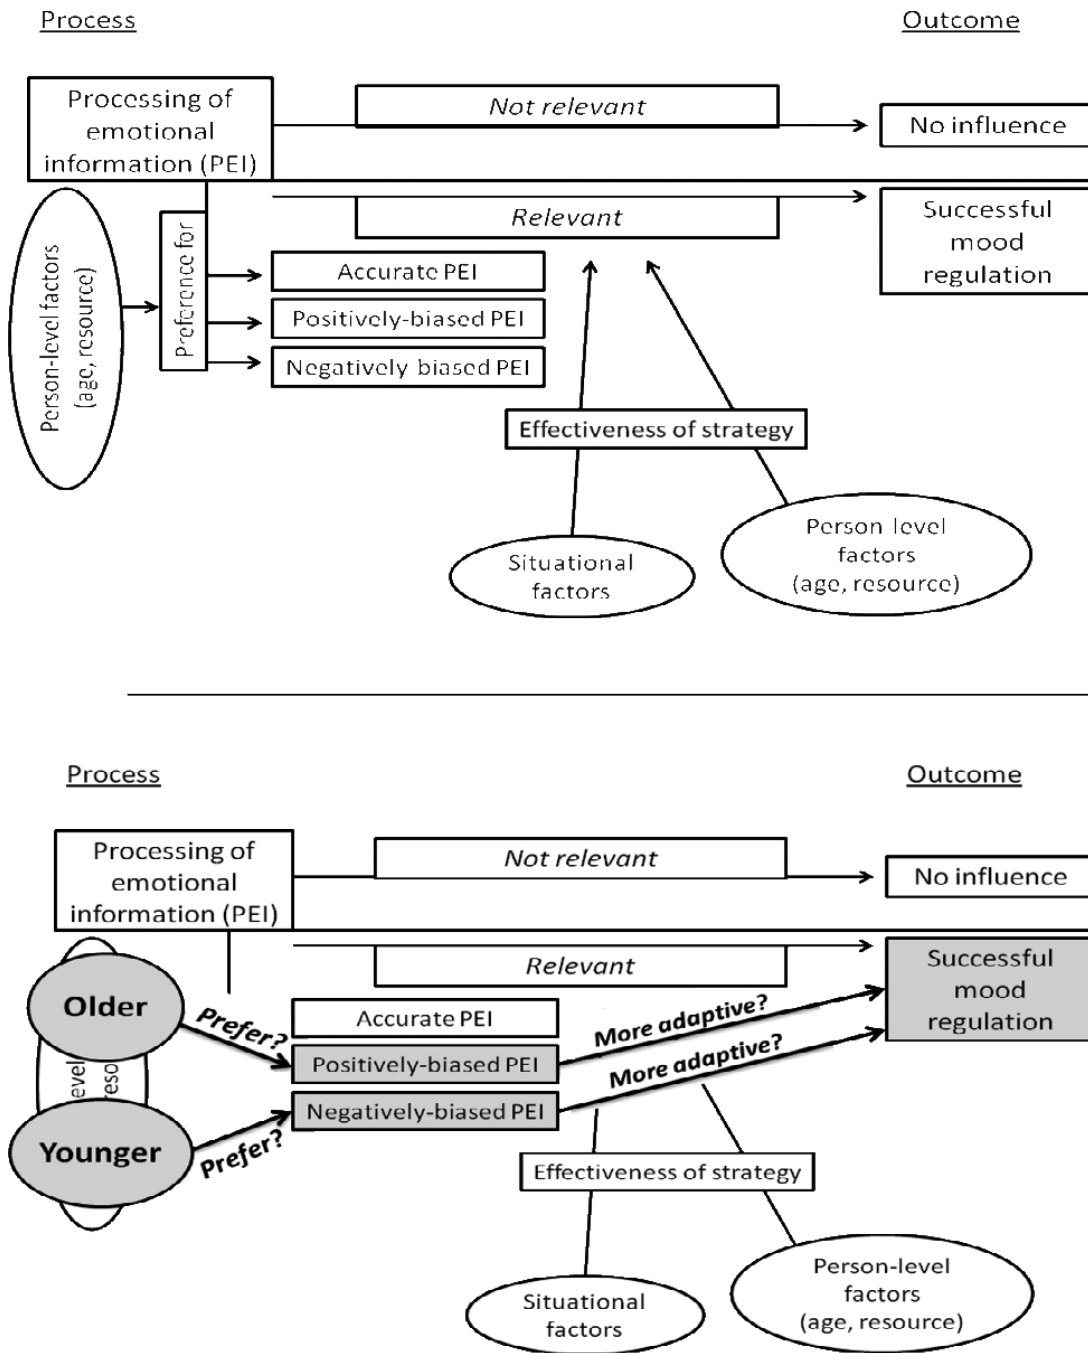 Process
Outcome
Processing of
emotional
information (PEI)
Not relevant
No influence
Relevant
Successful
mood
regulation
Person-level factors
(age, resource)
Preference for
Accurate PEI
Positively-biased PEI
Negatively-biased PEI
Effectiveness of strategy
Situational
factors
Person level
factors
(age, resource)
Process
Outcome
Processing of
emotional
information (PEI)
Not relevant
No influence
Relevant
Successful
mood
regulation
Older
Younger
evel
reso
Prefer?
Prefer?
Accurate PEI
Positively-biased PEI
Negatively-biased PEI
More adaptive?
More adaptive?
Effectiveness of strategy
Situational
factors
Person-level
factors
(age, resource)